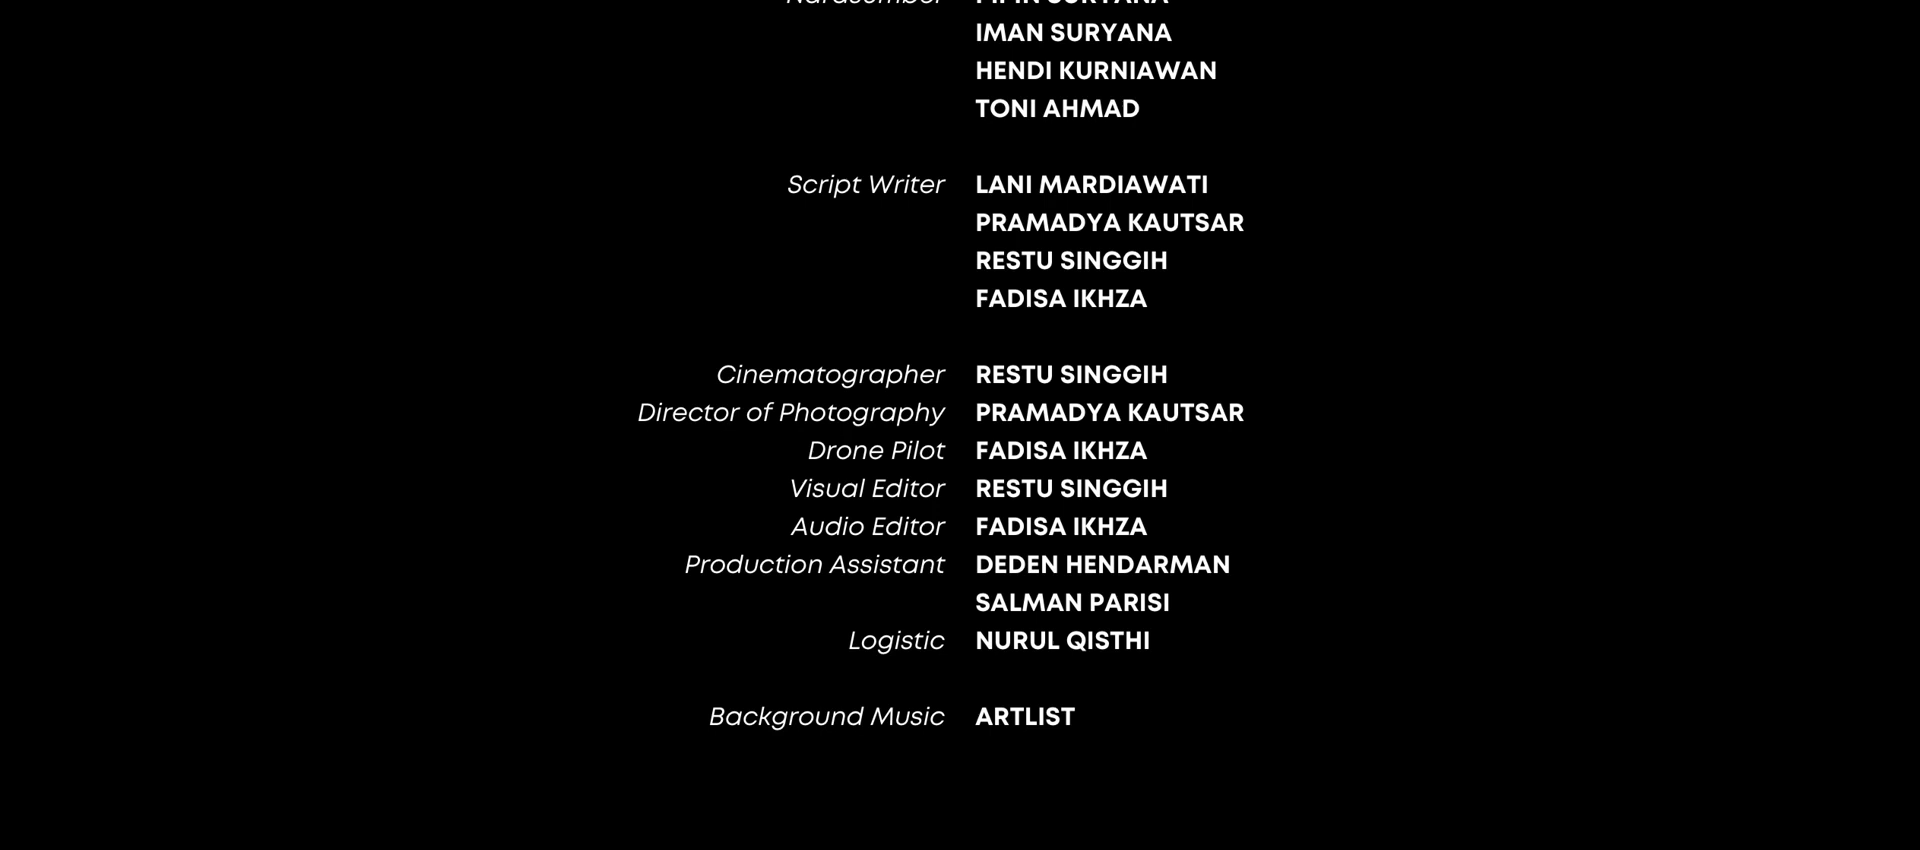 SURYANA
IMAN SURYANA
HENDI KURNIAWAN
TONI AHMAD
Script Writer LANI MARDIAWATI
PRAMADYA KAUTSAR
RESTU SINGGIH
FADISA IKHZA
Cinematographer RESTU SINGGIH
Director of Photography PRAMADYA KAUTSAR
Drone Pilot FADISA IKHZA
Visual Editor RESTU SINGGIH
Audio Editor FADISA IKHZA
Production Assistant DEDEN HENDARMAN
SALMAN PARISI
Logistic NURUL QISTHI
Background Music ARTLIST